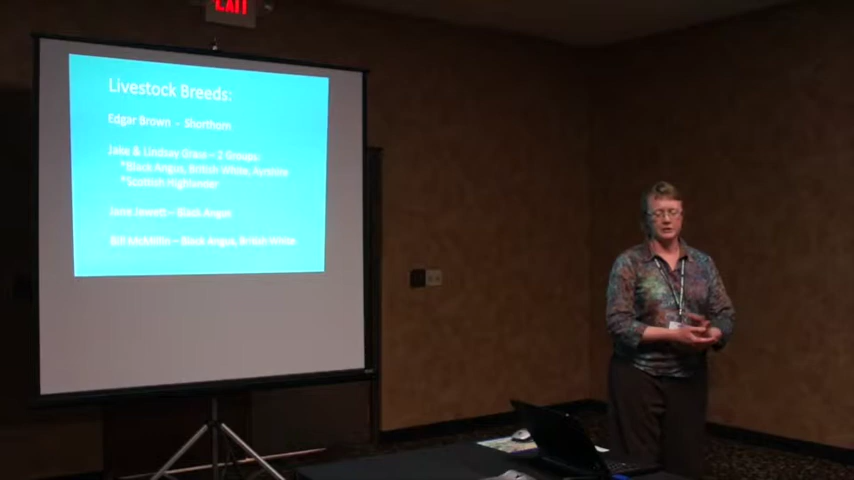 EXIT
Livestock Breeds:
Edgar Brown - Shorthorn
Jake & Lindsay Grass – 2 Groups:
*Black Angus, British White, Ayrshire
*Scottish Highlander
Jane Jewett – Black Angus
Bill McMillin – Black Angus, British White